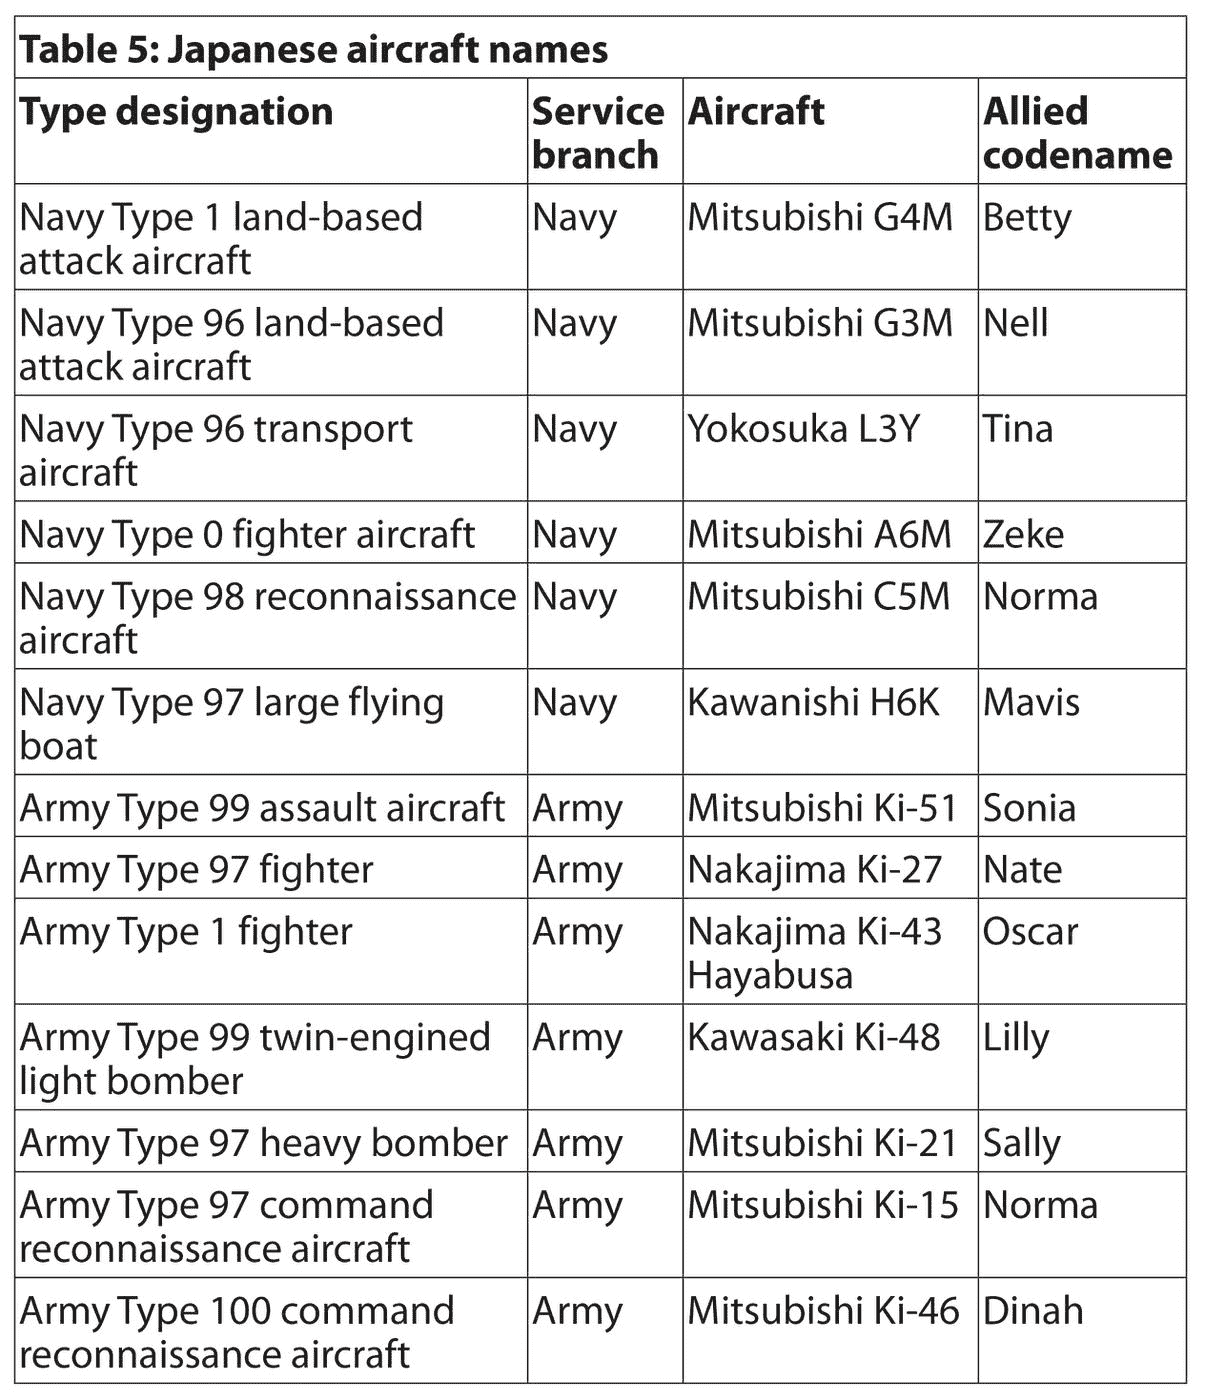 Table 5: Japanese aircraft names
Type designation Service branch Aircraft Allied codename
Navy Type 1 land-based attack aircraft Navy Mitsubishi G4M Betty
Navy Type 96 land-based attack aircraft Navy Mitsubishi G3M Nell
Navy Type 96 transport aircraft Navy Yokosuka L3Y Tina
Navy Type 0 fighter aircraft Navy Mitsubishi A6M Zeke
Navy Type 98 reconnaissance aircraft Navy Mitsubishi C5M Norma
Navy Type 97 large flying boat Navy Kawanishi H6K Mavis
Army Type 99 assault aircraft Army Mitsubishi Ki-51 Sonia
Army Type 97 fighter Army Nakajima Ki-27 Nate
Army Type 1 fighter Army Nakajima Ki-43 Hayabusa Oscar
Army Type 99 twin-engined light bomber Army Kawasaki Ki-48 Lilly
Army Type 97 heavy bomber Army Mitsubishi Ki-21 Sally
Army Type 97 command reconnaissance aircraft Army Mitsubishi Ki-15 Norma
Army Type 100 command reconnaissance aircraft Army Mitsubishi Ki-46 Dinah